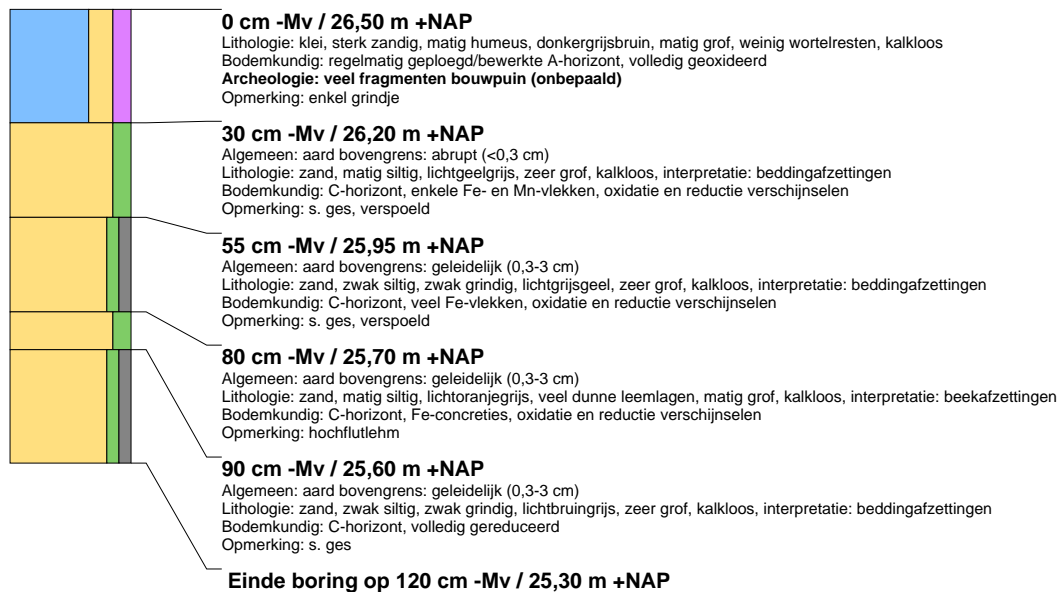 0 cm -Mv / 26,50 m +NAP
Lithologie: klei, sterk zandig, matig humeus, donkergrijsbruin, matig grof, weinig wortelresten, kalkloos
Bodemkundig: regelmatig geploegd/bewerkte A-horizont, volledig geoxideerd
Archeologie: veel fragmenten bouwpuin (onbepaald)
Opmerking: enkel grindje
30 cm -Mv / 26,20 m +NAP
Algemeen: aard bovengrens: abrupt (<0,3 cm)
Lithologie: zand, matig siltig, lichtgeelgrijs, zeer grof, kalkloos, interpretatie: beddingafzettingen
Bodemkundig: C-horizont, enkele Fe- en Mn-vlekken, oxidatie en reductie verschijnselen
Opmerking: s. ges, verspoeld
55 cm -Mv / 25,95 m +NAP
Algemeen: aard bovengrens: geleidelijk (0,3-3 cm)
Lithologie: zand, zwak siltig, zwak grindig, lichtgrijsgeel, zeer grof, kalkloos, interpretatie: beddingafzettingen
Bodemkundig: C-horizont, veel Fe-vlekken, oxidatie en reductie verschijnselen
Opmerking: s. ges, verspoeld
80 cm -Mv / 25,70 m +NAP
Algemeen: aard bovengrens: geleidelijk (0,3-3 cm)
Lithologie: zand, matig siltig, lichtoranjegrijs, veel dunne leemlagen, matig grof, kalkloos, interpretatie: beekafzettingen
Bodemkundig: C-horizont, Fe-concreties, oxidatie en reductie verschijnselen
Opmerking: hochflutlehm
90 cm -Mv / 25,60 m +NAP
Algemeen: aard bovengrens: geleidelijk (0,3-3 cm)
Lithologie: zand, zwak siltig, zwak grindig, lichtbruingrijs, zeer grof, kalkloos, interpretatie: beddingafzettingen
Bodemkundig: C-horizont, volledig gereduceerd
Opmerking: s. ges
Einde boring op 120 cm -Mv / 25,30 m +NAP